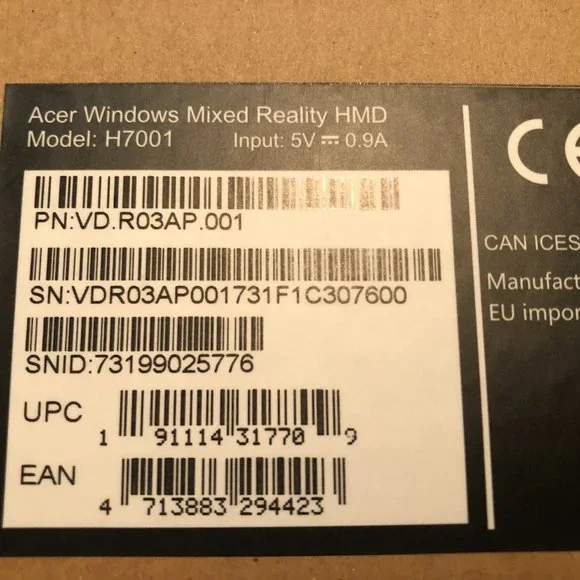 Acer Windows Mixed Reality HMD
Model: H7001 Input: 5V ⎓ 0.9A
PN:VD.R03AP.001
SN:VDR03AP001731F1C307600
SNID:73199025776
UPC
1 91114 31770 9
EAN
4 713883 294423
CE
CAN ICES
Manufact
EU impor